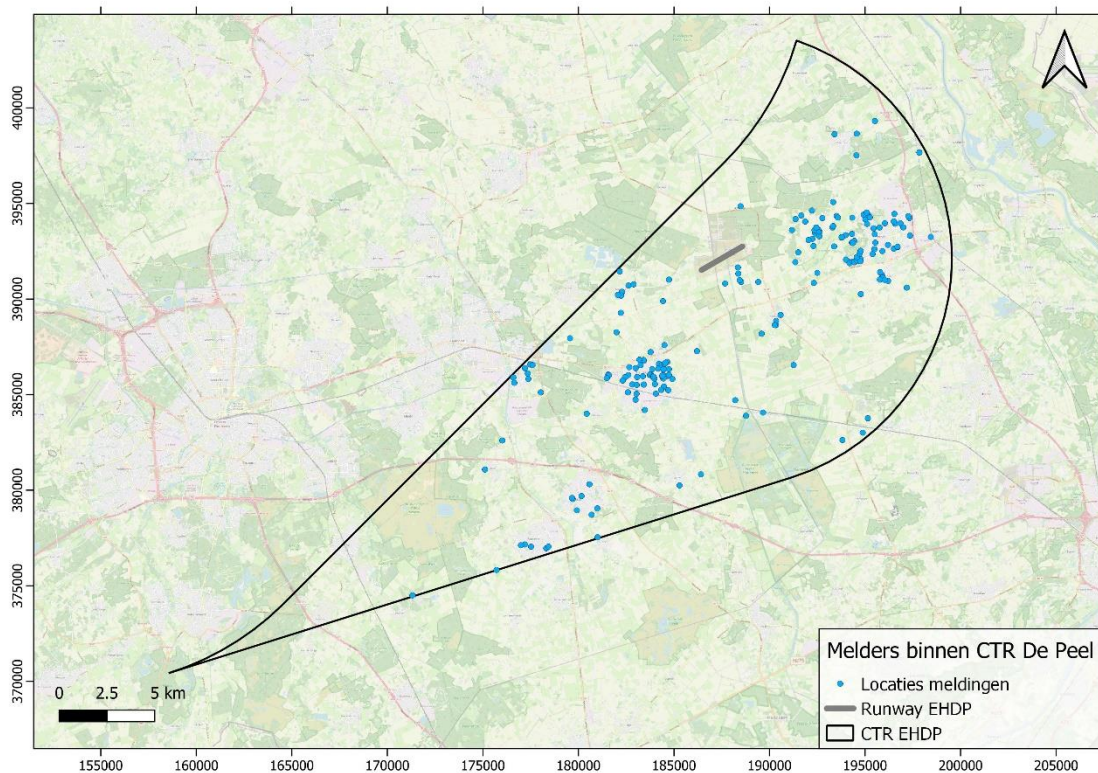 400000
395000
390000
385000
380000
375000
370000
0 2.5 5 km
Melders binnen CTR De Peel
Locaties meldingen
Runway EHDP
CTR EHDP
155000 160000 165000 170000 175000 180000 185000 190000 195000 200000 205000